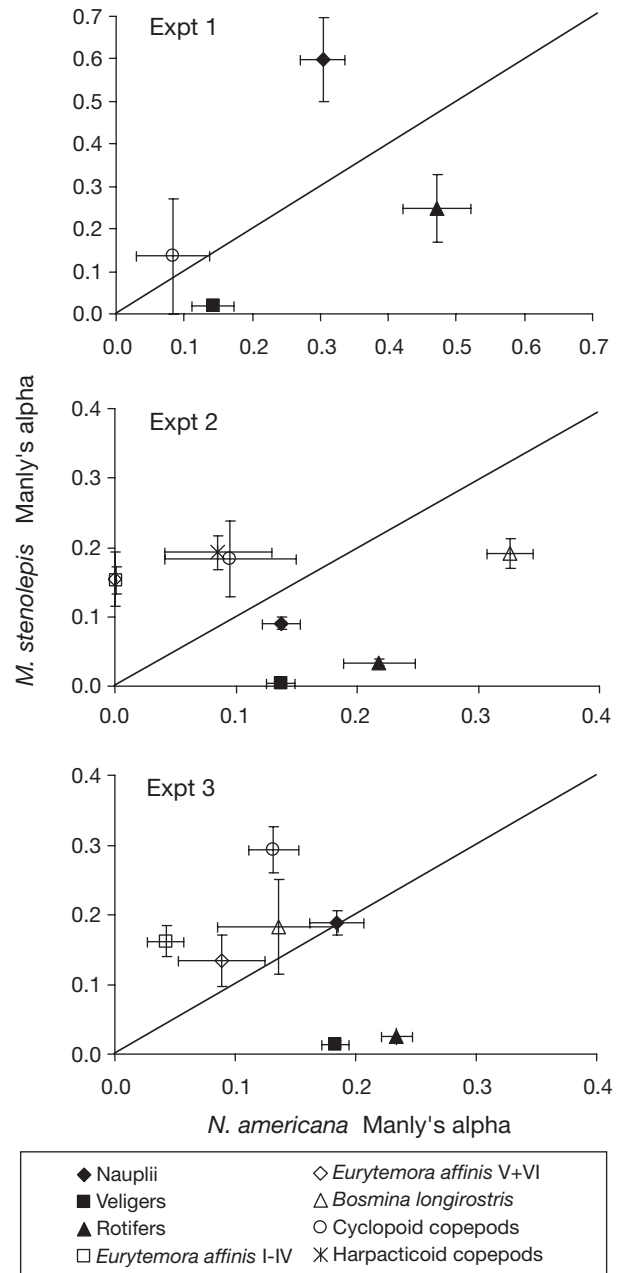 Expt 1
0.7
0.6
0.5
0.4
0.3
0.2
0.1
0.0
0.0 0.1 0.2 0.3 0.4 0.5 0.6 0.7
Expt 2
0.4
0.3
0.2
0.1
0.0
0.0 0.1 0.2 0.3 0.4
M. stenolepis Manly's alpha
Expt 3
0.4
0.3
0.2
0.1
0.0
0.0 0.1 0.2 0.3 0.4
N. americana Manly's alpha
Nauplii
Veligers
Rotifers
Eurytemora affinis I-IV
Eurytemora affinis V+VI
Bosmina longirostris
Cyclopoid copepods
Harpacticoid copepods